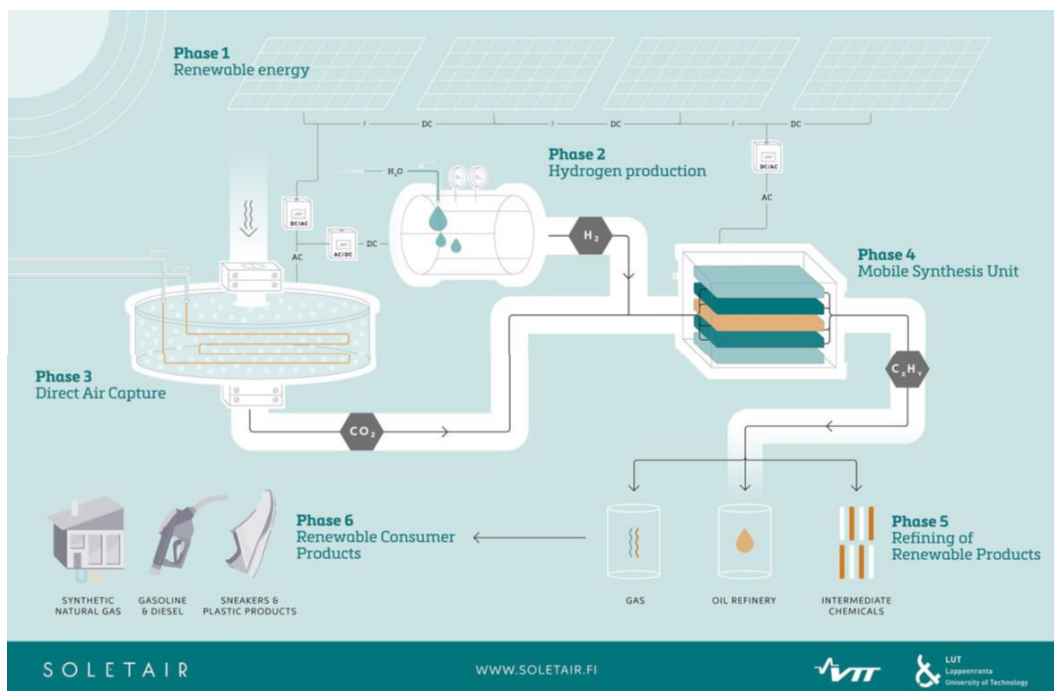 Phase 1
Renewable energy
DC
DC
DC
Phase 2
Hydrogen production
H₂O
DC/AC
DC/AC
AC/DC
DC
AC
AC
H₂
Phase 4
Mobile Synthesis Unit
Phase 3
Direct Air Capture
CO₂
CₓHᵧ
Phase 6
Renewable Consumer
Products
Phase 5
Refining of
Renewable Products
SYNTHETIC
NATURAL GAS
GASOLINE
& DIESEL
SNEAKERS &
PLASTIC PRODUCTS
GAS
OIL REFINERY
INTERMEDIATE
CHEMICALS
SOLETAIR
WWW.SOLETAIR.FI
VTT
LUT
Lappeenranta
University of Technology